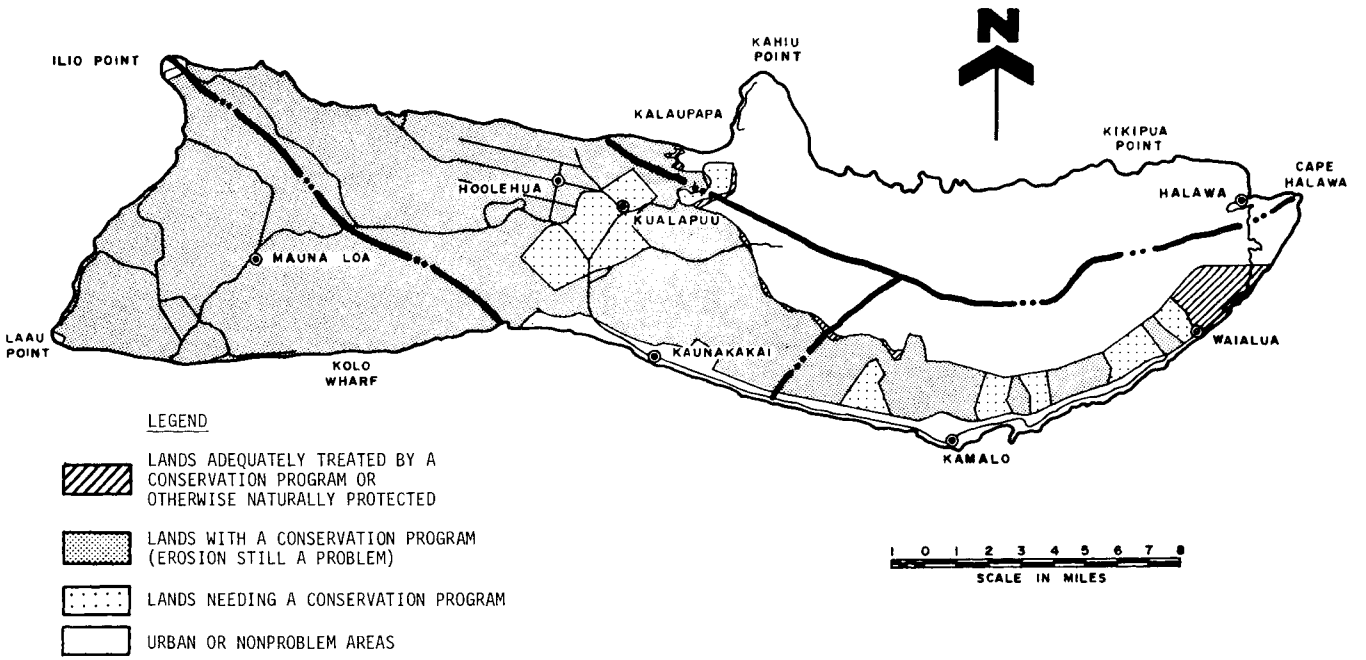 N
ILIO POINT
KAHIU
POINT
KALAUPAPA
KIKIPUA
POINT
CAPE
HALAWA
HALAWA
HOOLEHUA
KUALAPUU
MAUNA LOA
LAAU
POINT
KOLO
WHARF
KAUNAKAKAI
WAIALUA
KAMALO
LEGEND
LANDS ADEQUATELY TREATED BY A
CONSERVATION PROGRAM OR
OTHERWISE NATURALLY PROTECTED
LANDS WITH A CONSERVATION PROGRAM
(EROSION STILL A PROBLEM)
LANDS NEEDING A CONSERVATION PROGRAM
URBAN OR NONPROBLEM AREAS
1 0 1 2 3 4 5 6 7 8
SCALE IN MILES